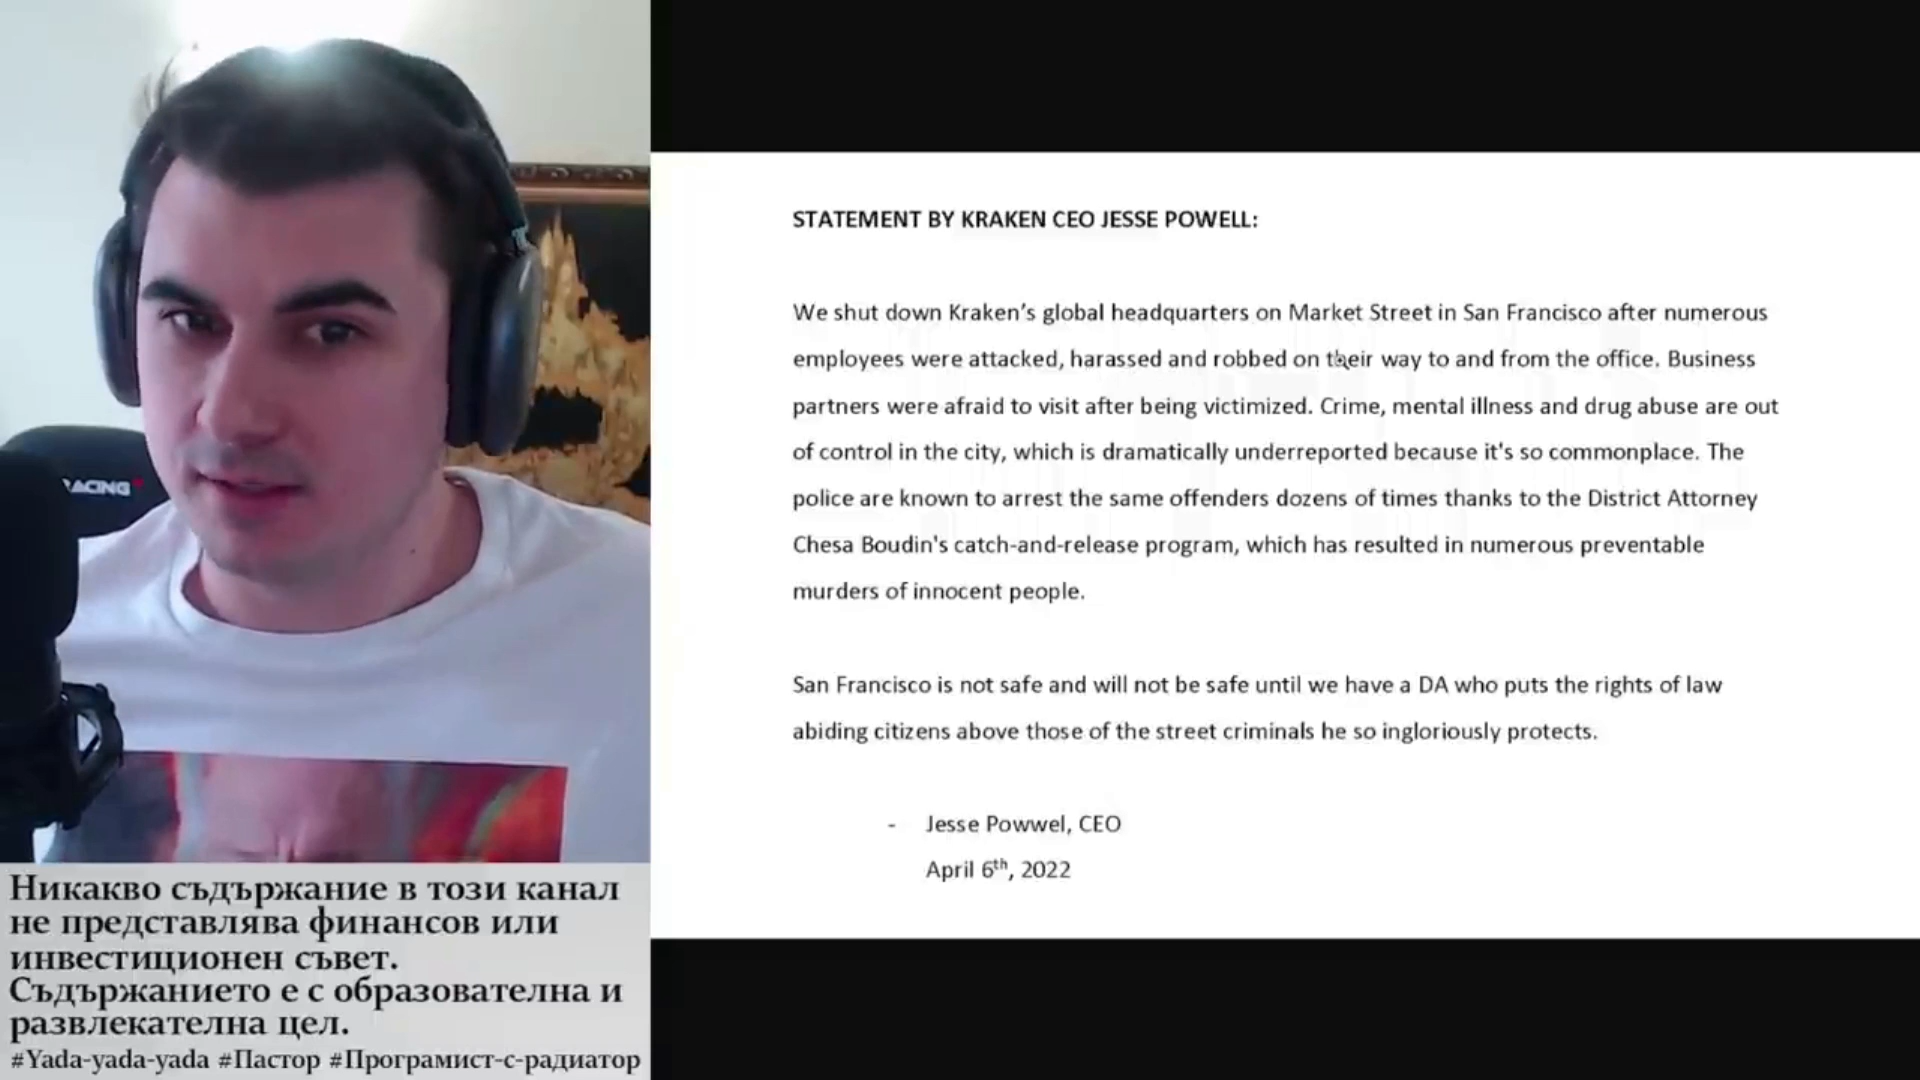 RACING
STATEMENT BY KRAKEN CEO JESSE POWELL:
We shut down Kraken’s global headquarters on Market Street in San Francisco after numerous
employees were attacked, harassed and robbed on their way to and from the office. Business
partners were afraid to visit after being victimized. Crime, mental illness and drug abuse are out
of control in the city, which is dramatically underreported because it's so commonplace. The
police are known to arrest the same offenders dozens of times thanks to the District Attorney
Chesa Boudin's catch-and-release program, which has resulted in numerous preventable
murders of innocent people.
San Francisco is not safe and will not be safe until we have a DA who puts the rights of law
abiding citizens above those of the street criminals he so ingloriously protects.
- Jesse Powwel, CEO
April 6th, 2022
Никакво съдържание в този канал
не представлява финансов или
инвестиционен съвет.
Съдържанието е с образователна и
развлекателна цел.
#Yada-yada-yada #Пастор #Програмист-с-радиатор